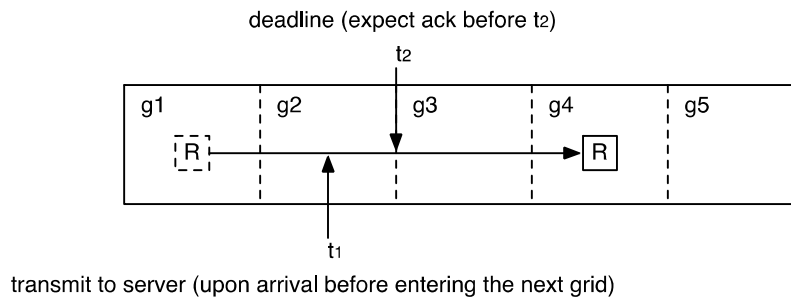 deadline (expect ack before t2)
t2
g1 g2 g3 g4 g5
R R
t1
transmit to server (upon arrival before entering the next grid)